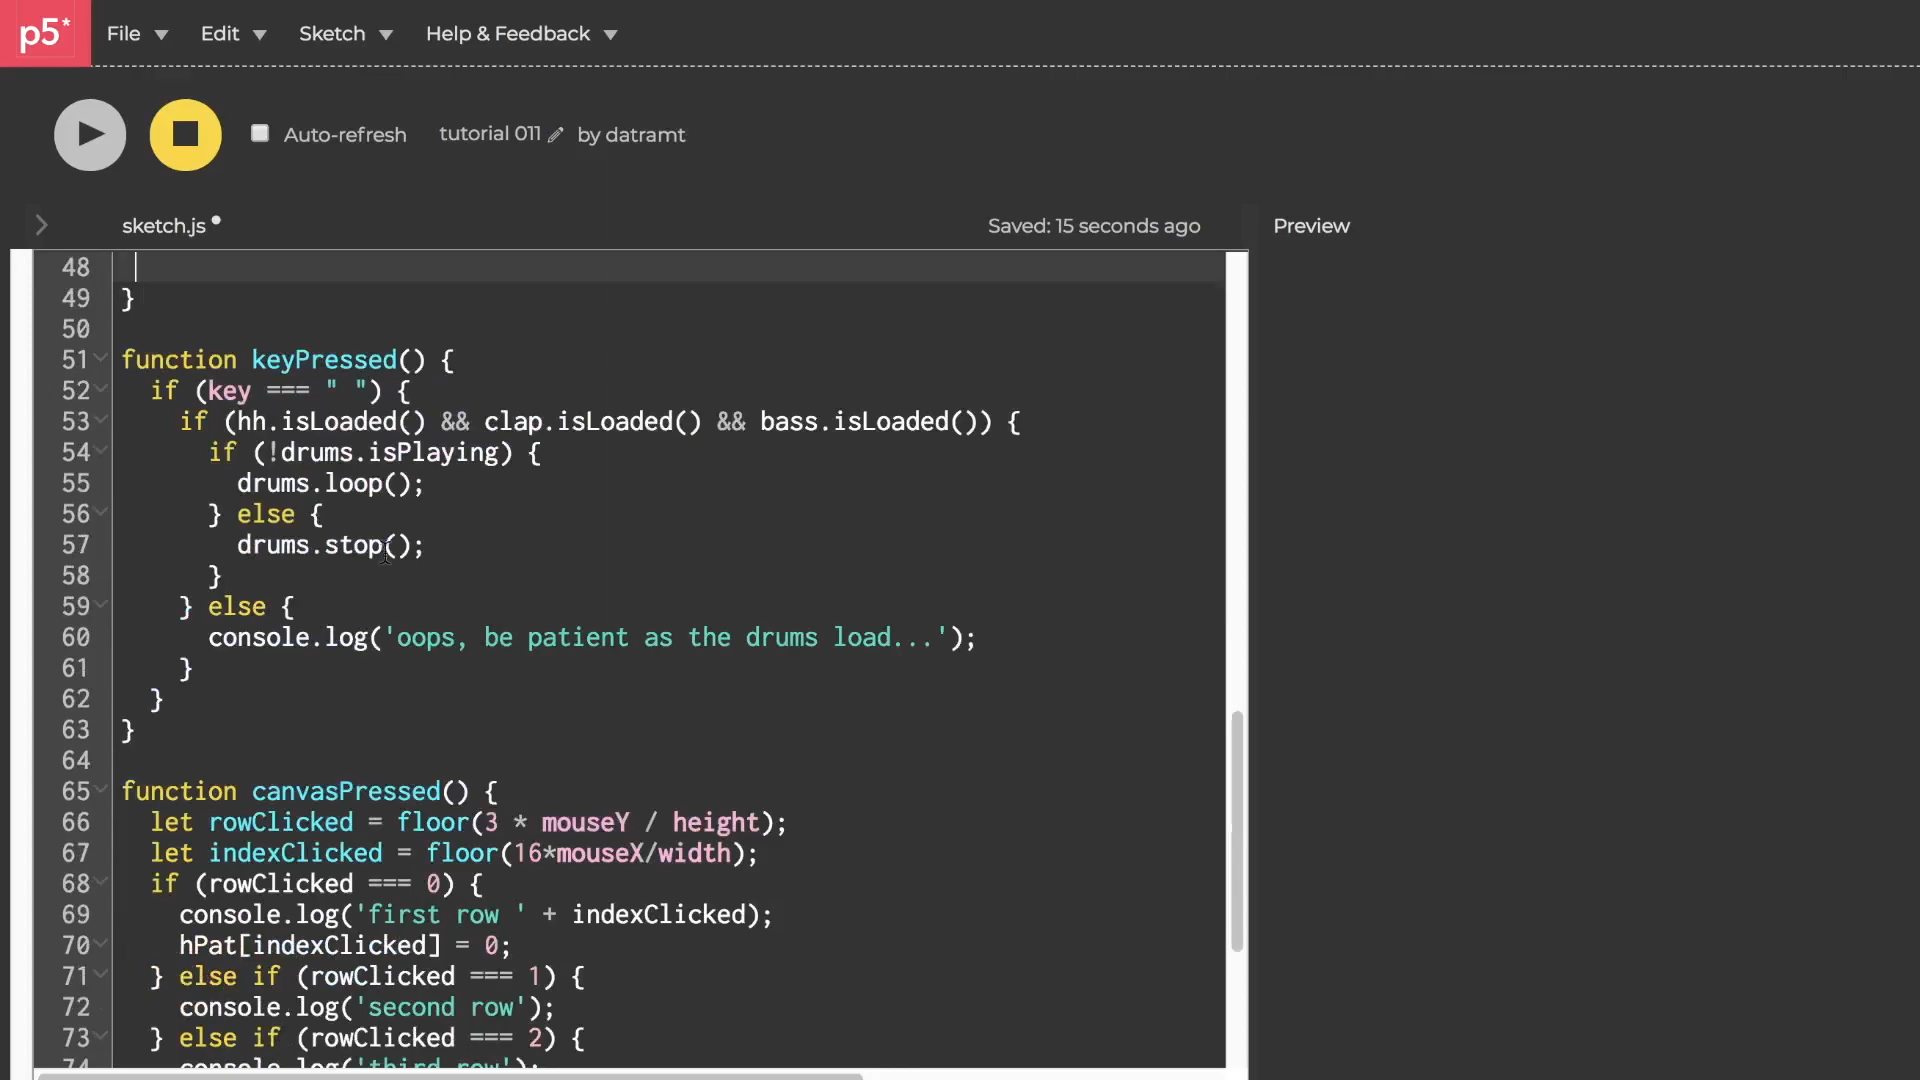 p5* File Edit Sketch Help & Feedback
Auto-refresh tutorial 011 by datramt
sketch.js Saved: 15 seconds ago Preview
48
49 }
50
51 function keyPressed() {
52 if (key === " ") {
53 if (hh.isLoaded() && clap.isLoaded() && bass.isLoaded()) {
54 if (!drums.isPlaying) {
55 drums.loop();
56 } else {
57 drums.stop();
58 }
59 } else {
60 console.log('oops, be patient as the drums load...');
61 }
62 }
63 }
64
65 function canvasPressed() {
66 let rowClicked = floor(3 * mouseY / height);
67 let indexClicked = floor(16*mouseX/width);
68 if (rowClicked === 0) {
69 console.log('first row ' + indexClicked);
70 hPat[indexClicked] = 0;
71 } else if (rowClicked === 1) {
72 console.log('second row');
73 } else if (rowClicked === 2) {
74 console.log('third row');